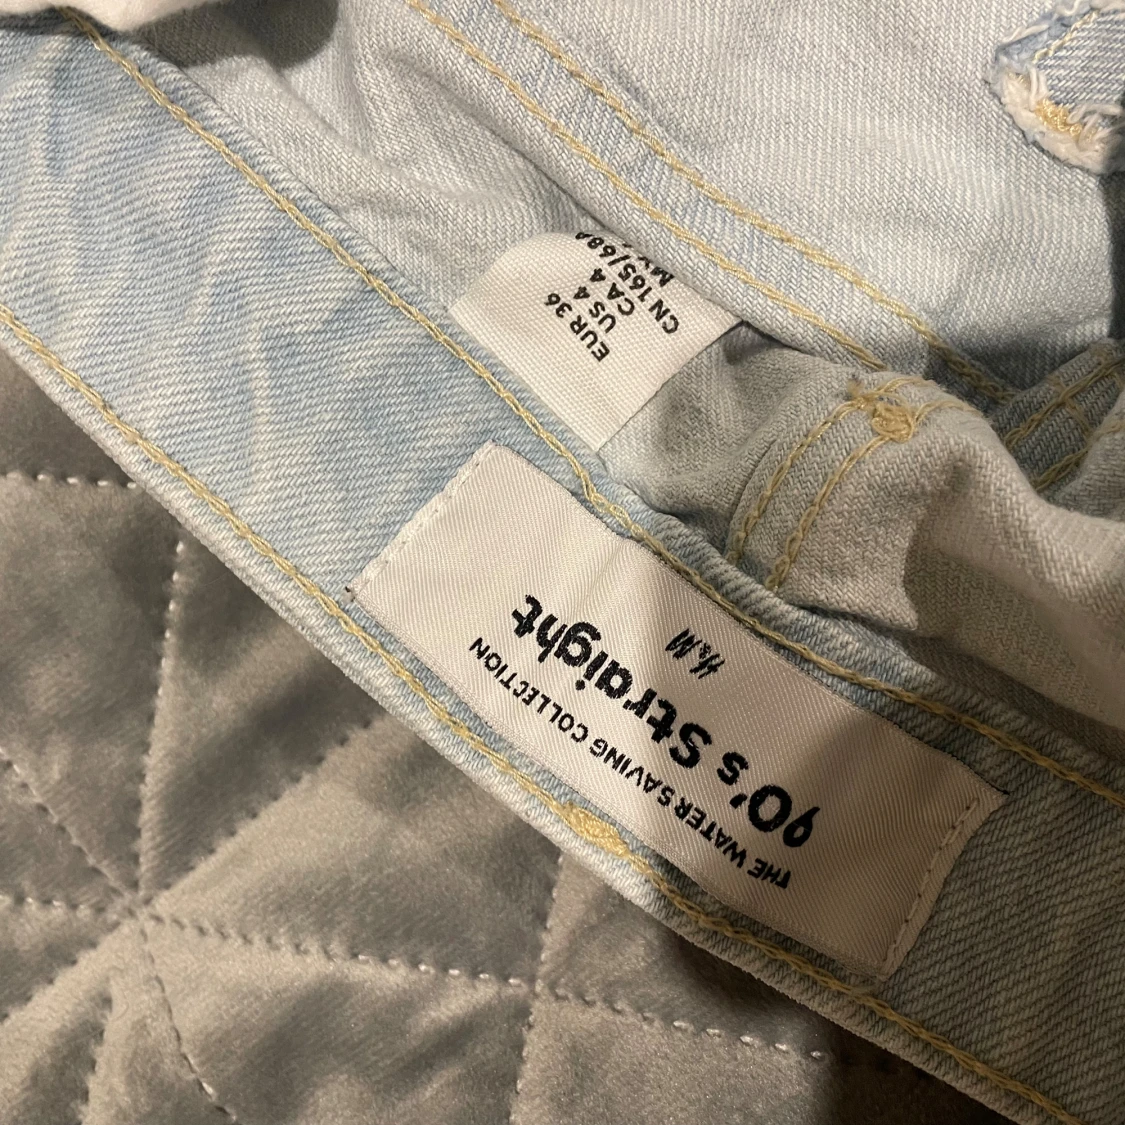 EUR 36
US 4
CA 4
CN 165/68A
THE WATER SAVING COLLECTION
90's Straight
H&M